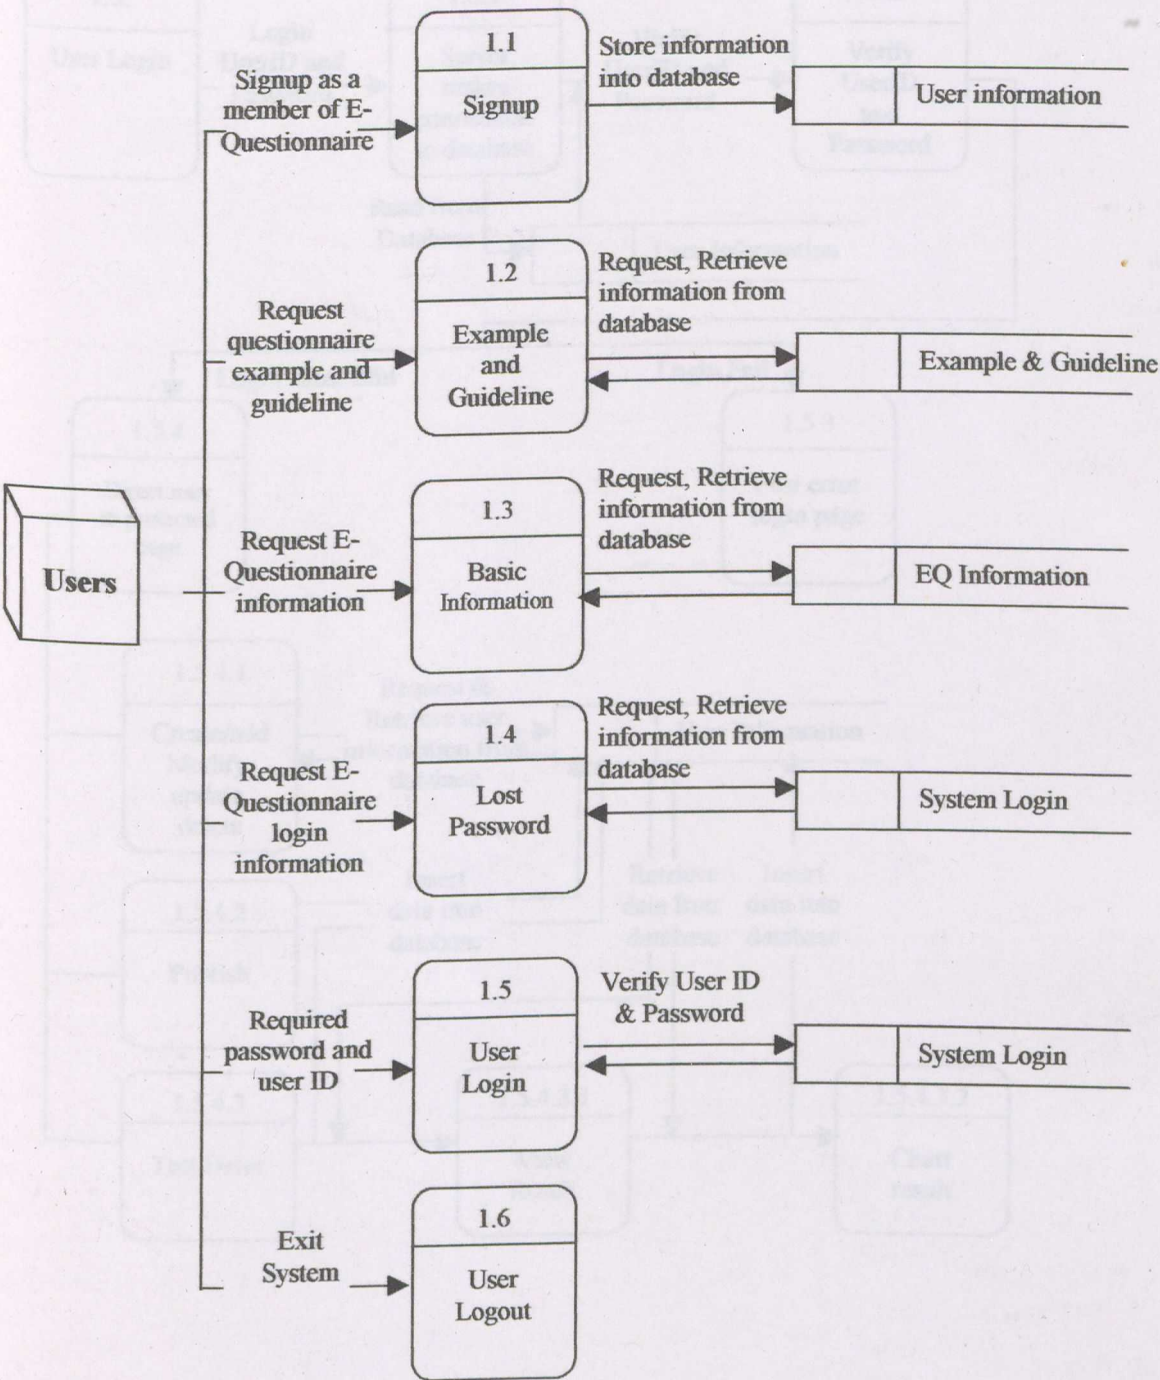 Signup as a
member of E-
Questionnaire
1.1
Signup
Store information
into database
User information
Request
questionnaire
example and
guideline
1.2
Example
and
Guideline
Request, Retrieve
information from
database
Example & Guideline
Users
Request E-
Questionnaire
information
1.3
Basic
Information
Request, Retrieve
information from
database
EQ Information
Request E-
Questionnaire
login
information
1.4
Lost
Password
Request, Retrieve
information from
database
System Login
Required
password and
user ID
1.5
User
Login
Verify User ID
& Password
System Login
Exit
System
1.6
User
Logout